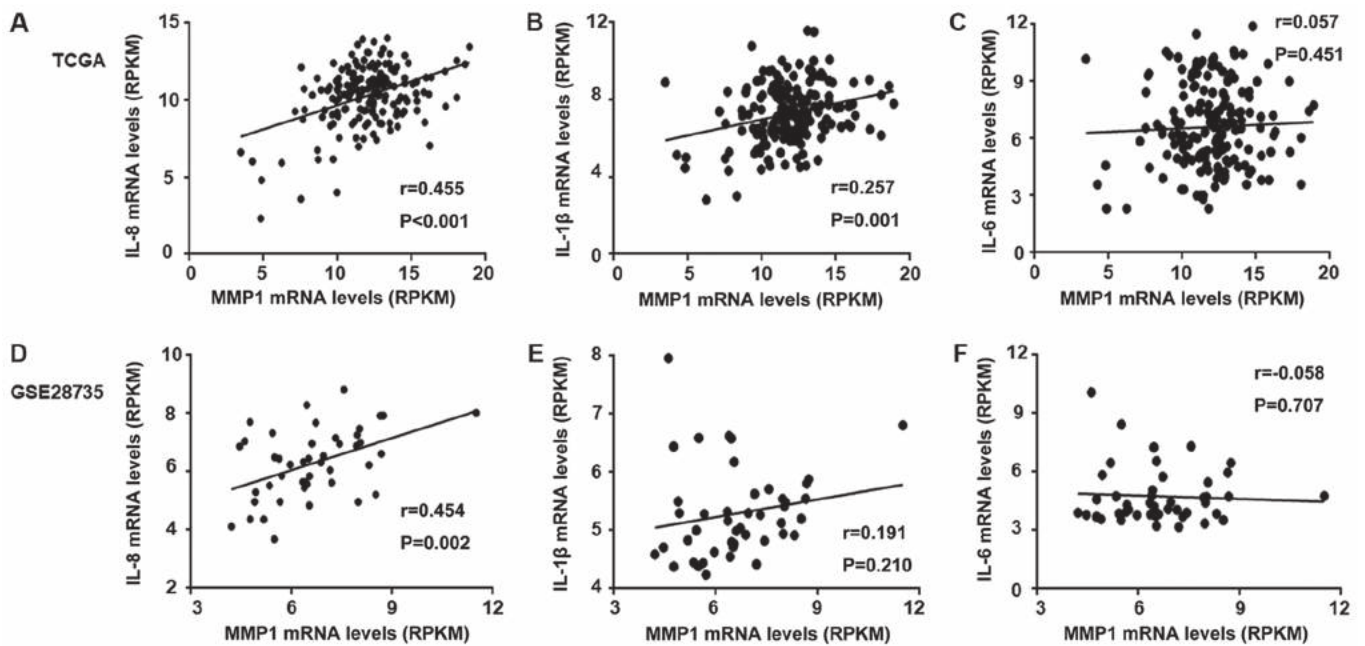 A
TCGA
IL-8 mRNA levels (RPKM)
15
10
5
0
0 5 10 15 20
MMP1 mRNA levels (RPKM)
r=0.455
P<0.001
B
IL-1β mRNA levels (RPKM)
12
8
4
0
0 5 10 15 20
MMP1 mRNA levels (RPKM)
r=0.257
P=0.001
C
IL-6 mRNA levels (RPKM)
12
9
6
3
0
0 5 10 15 20
MMP1 mRNA levels (RPKM)
r=0.057
P=0.451
D
GSE28735
IL-8 mRNA levels (RPKM)
10
8
6
4
2
3 6 9 12
MMP1 mRNA levels (RPKM)
r=0.454
P=0.002
E
IL-1β mRNA levels (RPKM)
8
7
6
5
4
3 6 9 12
MMP1 mRNA levels (RPKM)
r=0.191
P=0.210
F
IL-6 mRNA levels (RPKM)
12
9
6
3
0
3 6 9 12
MMP1 mRNA levels (RPKM)
r=-0.058
P=0.707